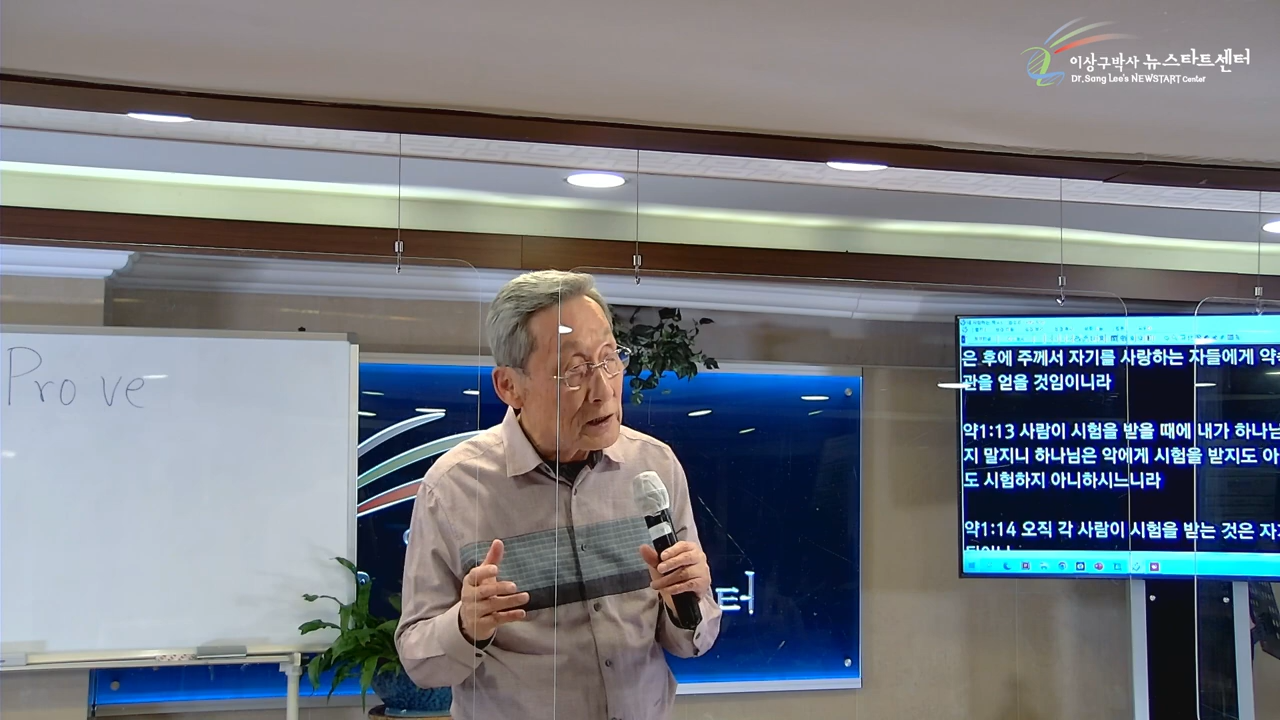 이상구박사 뉴스타트센터
Dr. Sang Lee's NEWSTART Center
Prove
은 후에 주께서 자기를 사랑하는 자들에게
관을 얻을 것임이니라
약1:13 사람이 시험을 받을 때에 내가 하나님
지 말지니 하나님은 악에게 시험을 받지도
도 시험하지 아니하시느니라
약1:14 오직 각 사람이 시험을 받는 것은
터